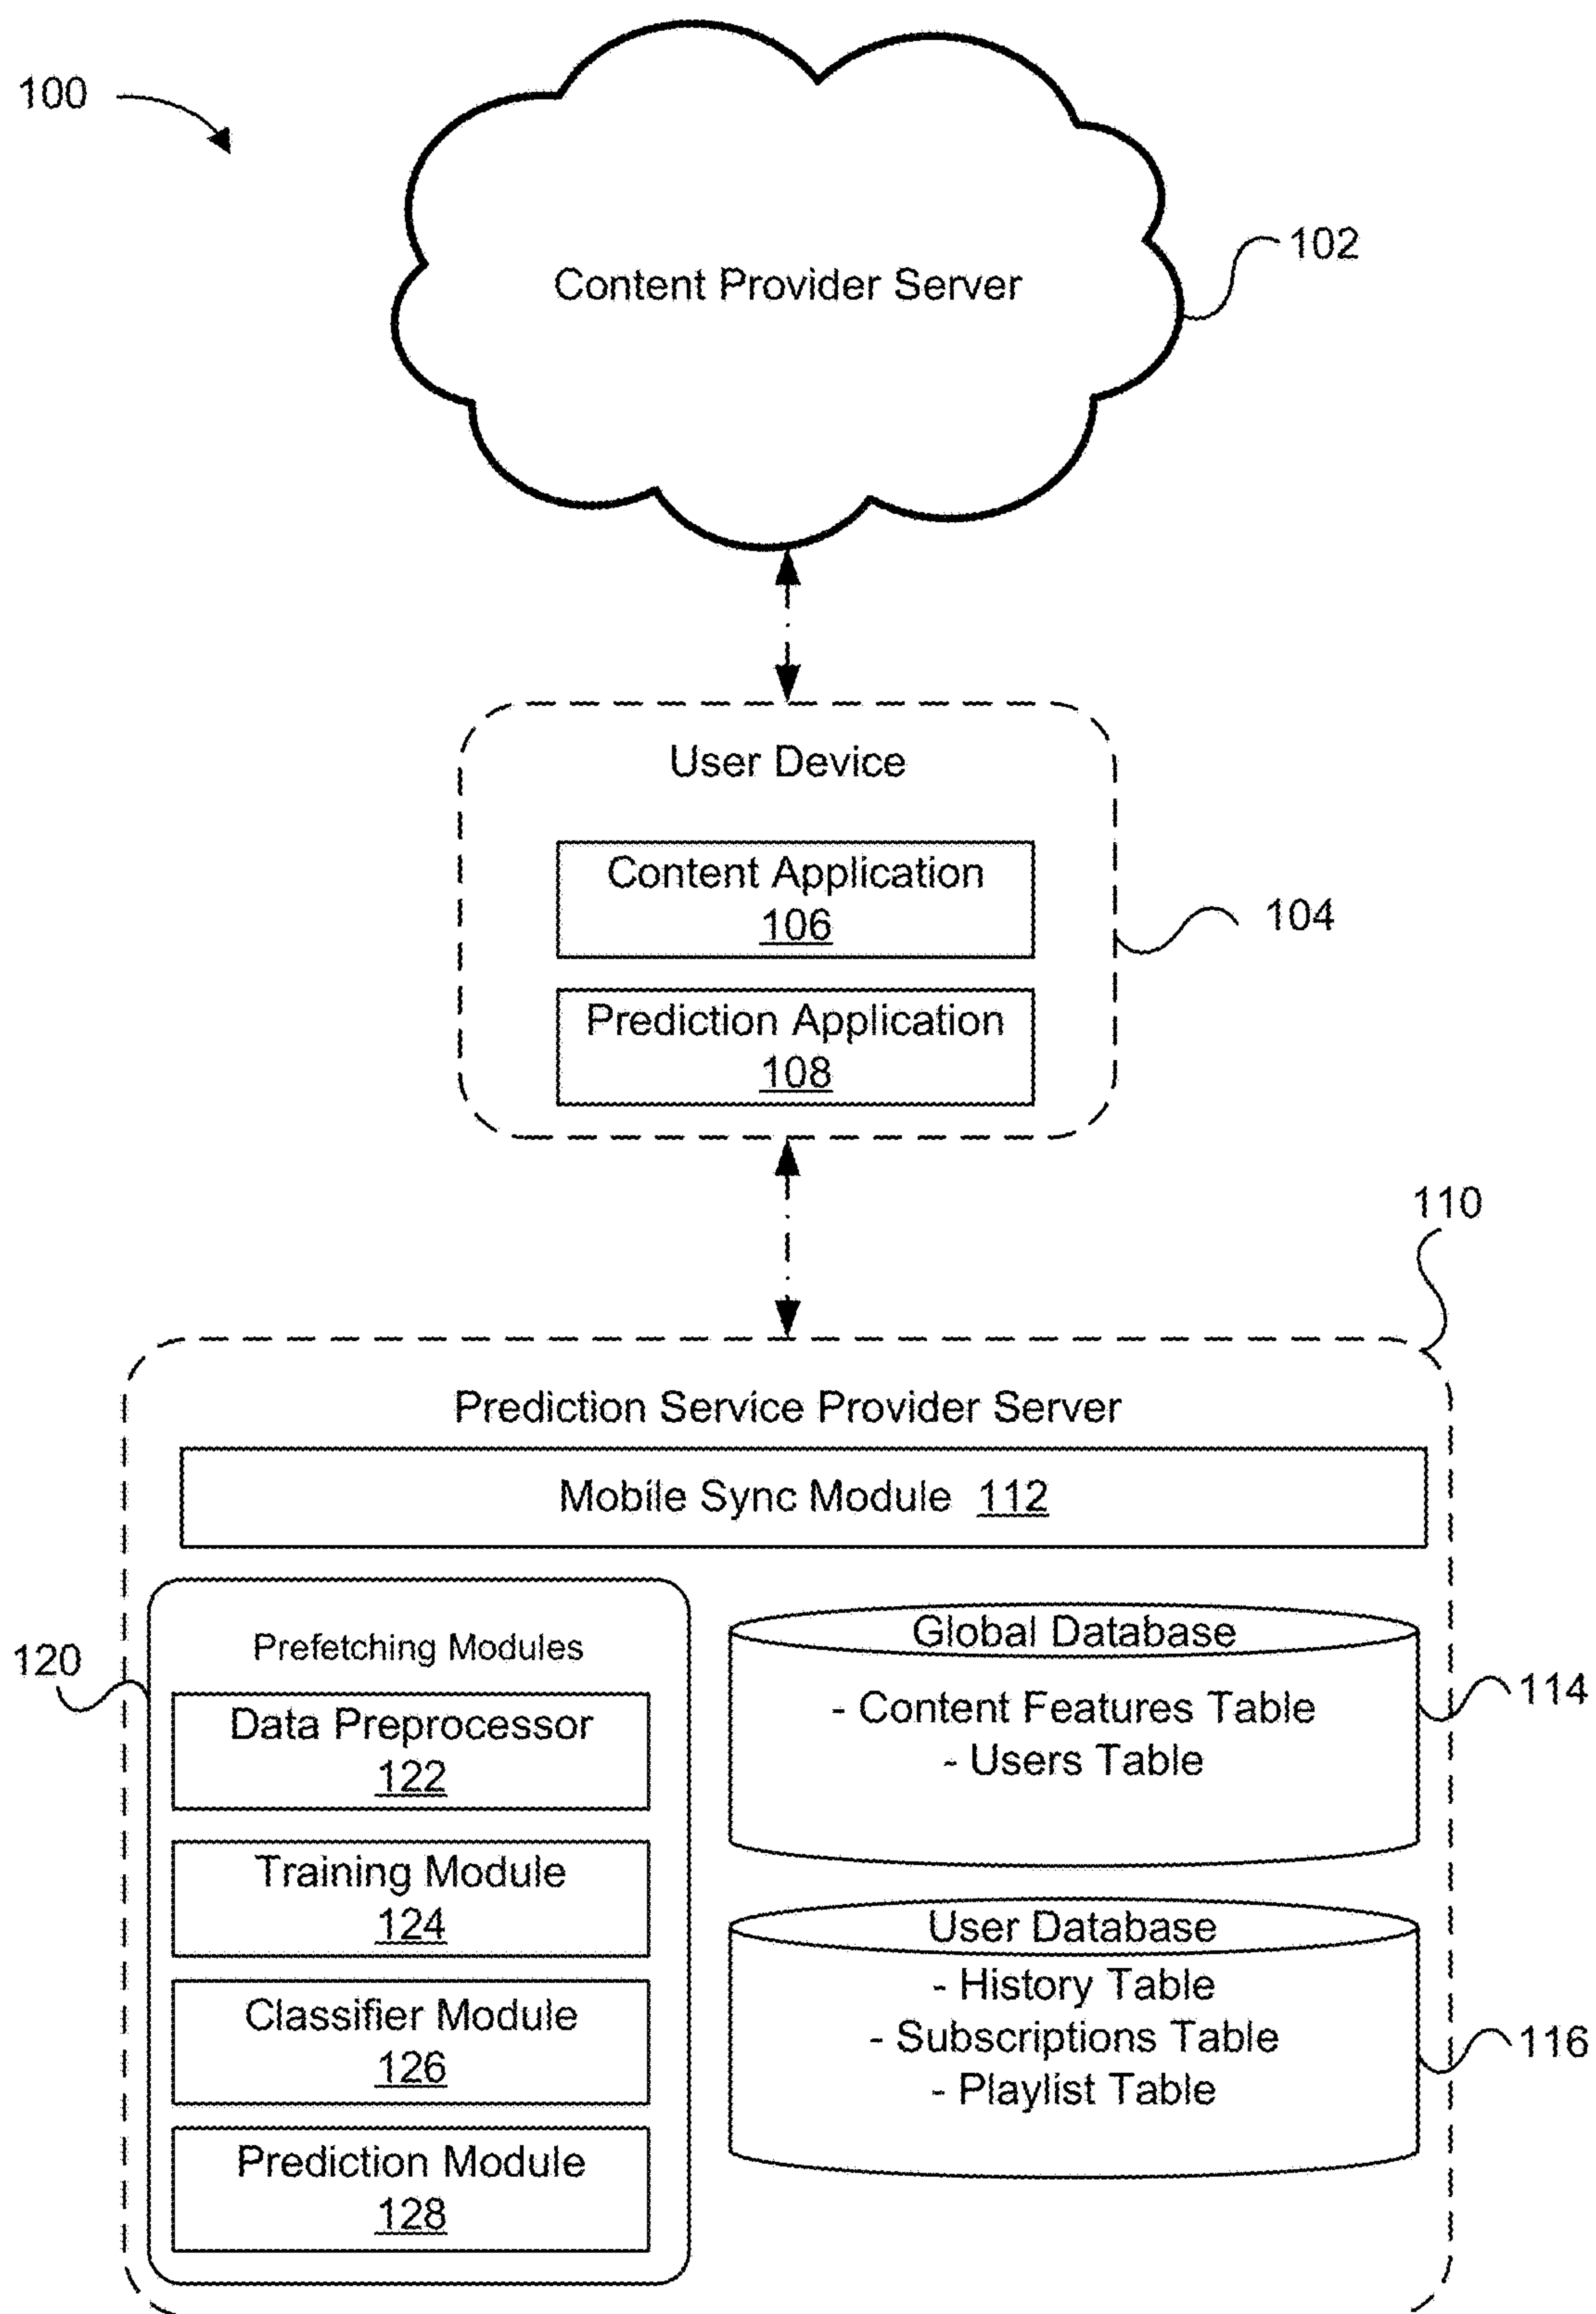 100
102
Content Provider Server
User Device
Content Application
106
104
Prediction Application
108
110
Prediction Service Provider Server
Mobile Sync Module 112
120
Prefetching Modules
Data Preprocessor
122
Training Module
124
Classifier Module
126
Prediction Module
128
Global Database
- Content Features Table
- Users Table
114
User Database
- History Table
- Subscriptions Table
- Playlist Table
116